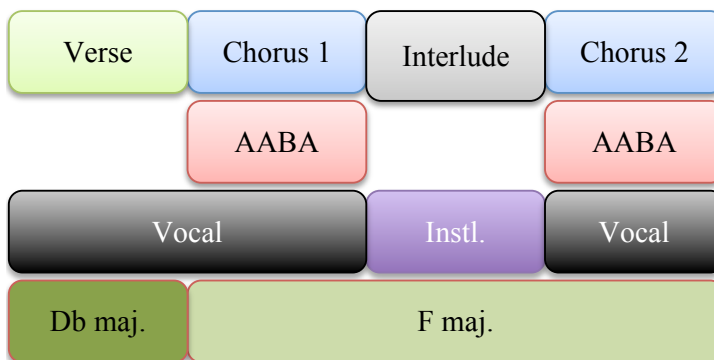 Verse
Chorus 1
Interlude
Chorus 2
AABA
AABA
Vocal
Instl.
Vocal
Db maj.
F maj.